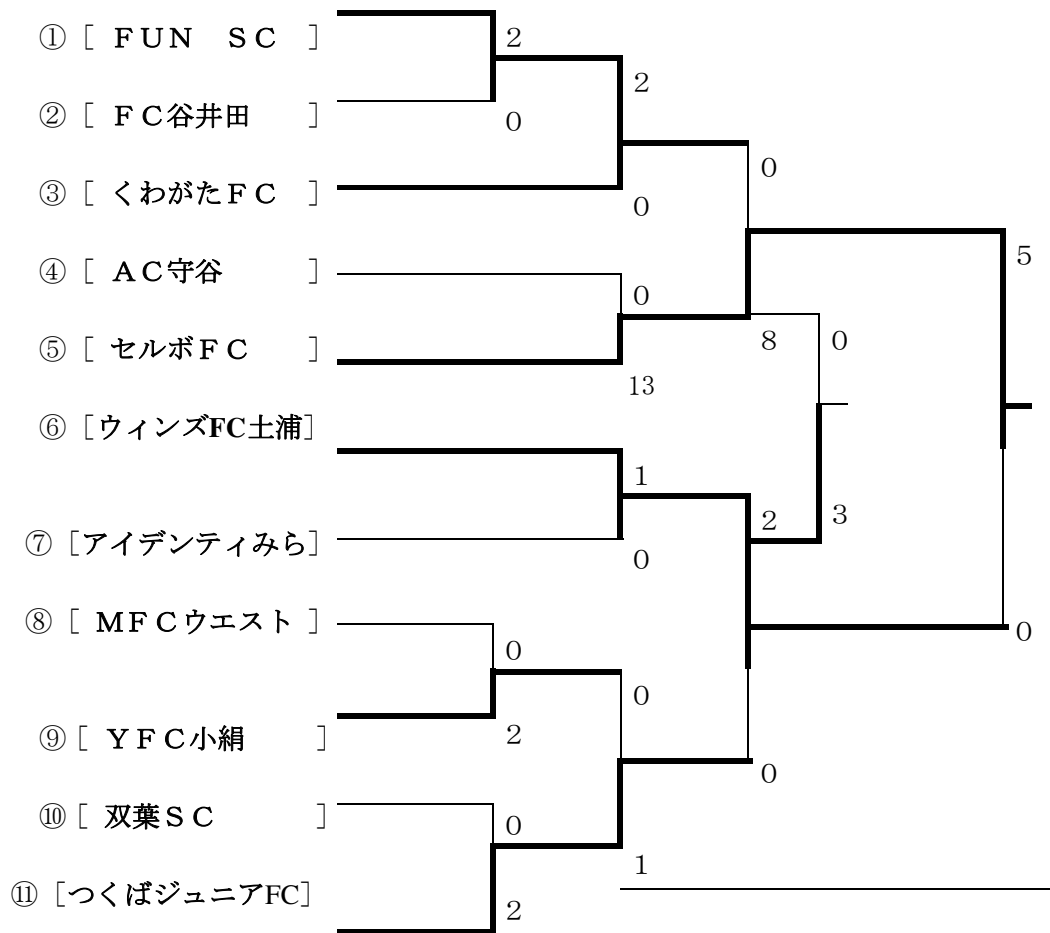 ① ［ ＦＵＮ　ＳＣ ］
2
2
② ［ ＦＣ谷井田 ］
0
0
③ ［ くわがたＦＣ ］
0
5
④ ［ ＡＣ守谷 ］
0
⑤ ［ セルボＦＣ ］
8
0
13
⑥ ［ウィンズFC土浦］
1
2
3
⑦ ［アイデンティみら］
0
⑧ ［ ＭＦＣウエスト ］
0
0
0
⑨［ ＹＦＣ小絹 ］
2
0
⑩［ 双葉ＳＣ ］
0
1
⑪ ［つくばジュニアFC］
2